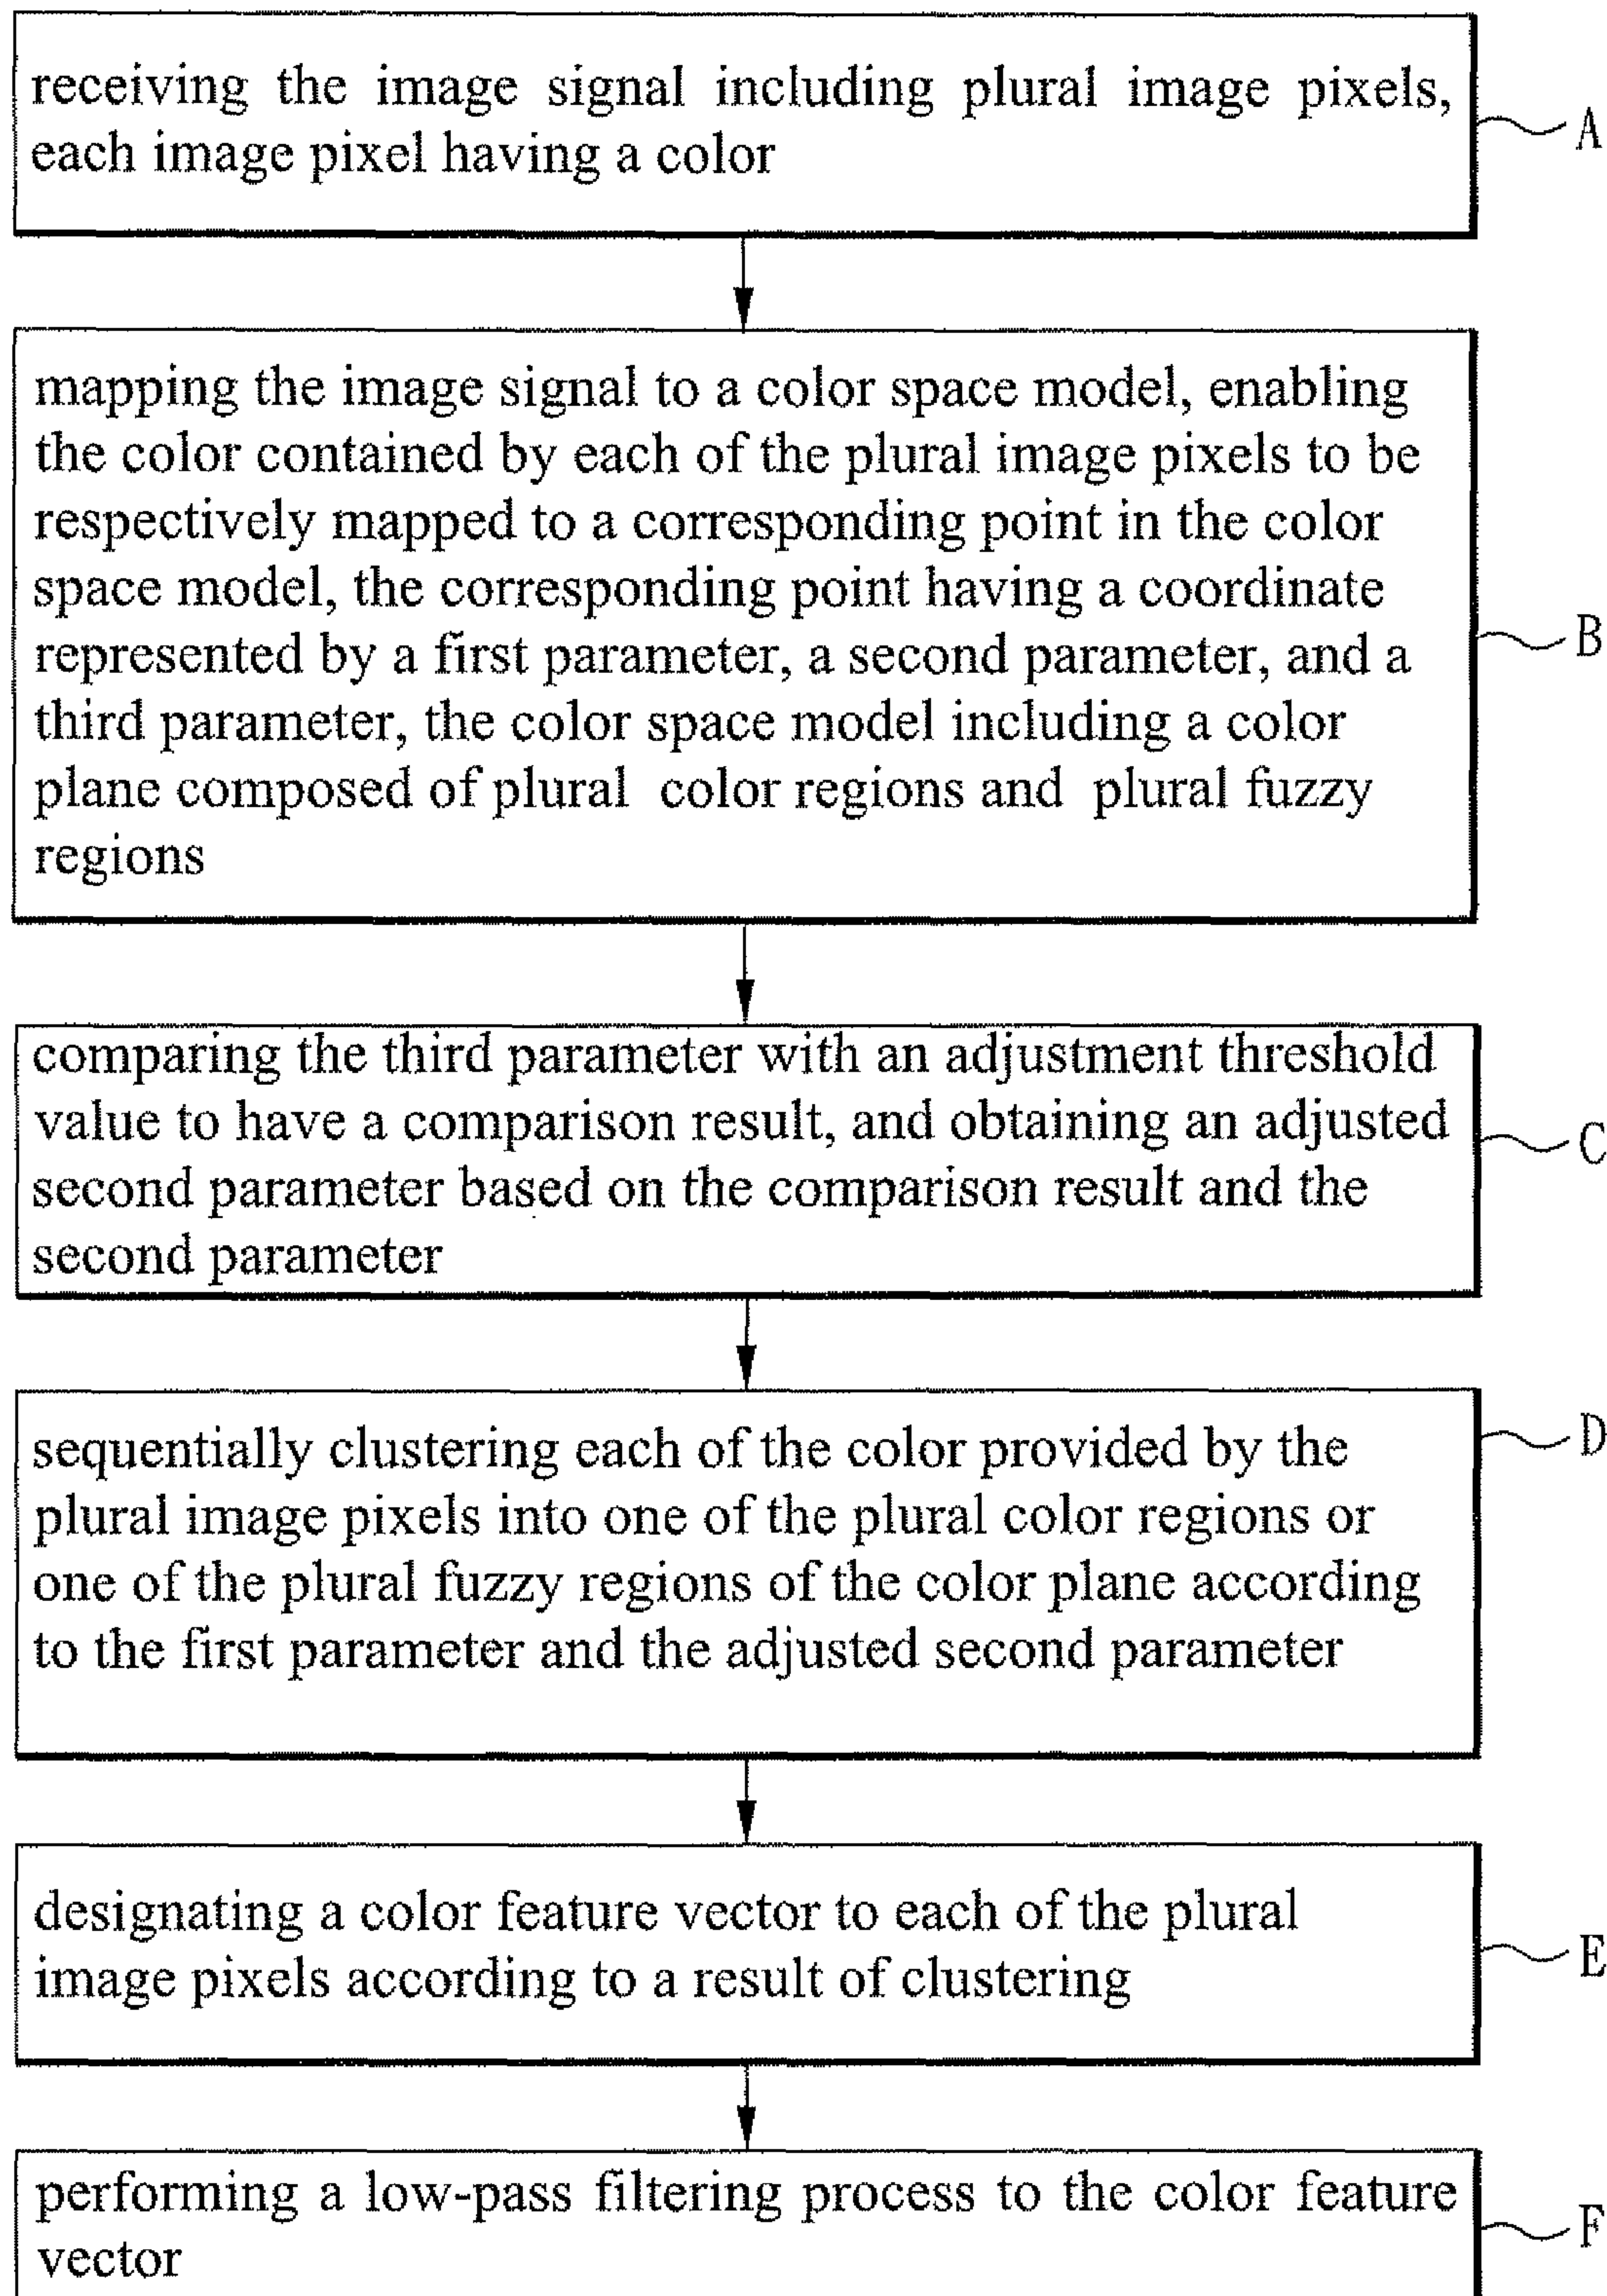 receiving the image signal including plural image pixels,
each image pixel having a color
A
mapping the image signal to a color space model, enabling
the color contained by each of the plural image pixels to be
respectively mapped to a corresponding point in the color
space model, the corresponding point having a coordinate
represented by a first parameter, a second parameter, and a
third parameter, the color space model including a color
plane composed of plural color regions and plural fuzzy
regions
B
comparing the third parameter with an adjustment threshold
value to have a comparison result, and obtaining an adjusted
second parameter based on the comparison result and the
second parameter
C
sequentially clustering each of the color provided by the
plural image pixels into one of the plural color regions or
one of the plural fuzzy regions of the color plane according
to the first parameter and the adjusted second parameter
D
designating a color feature vector to each of the plural
image pixels according to a result of clustering
E
performing a low-pass filtering process to the color feature
vector
F